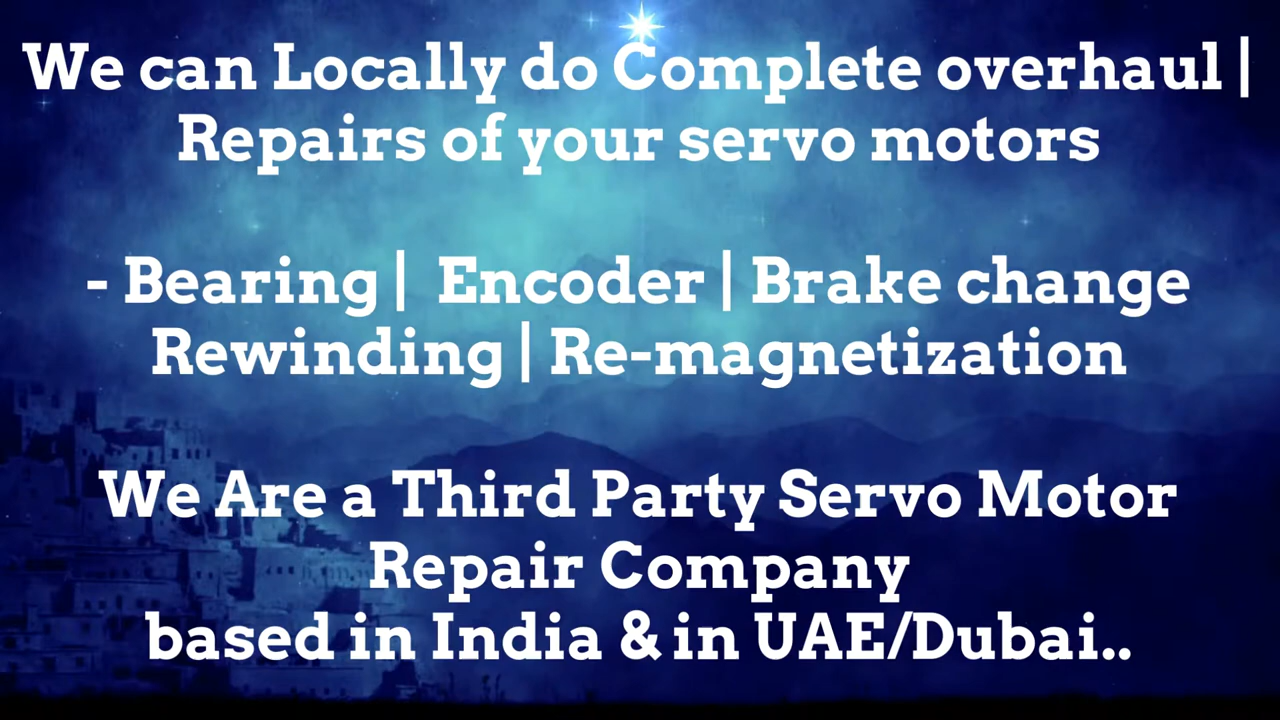 We can Locally do Complete overhaul |
Repairs of your servo motors
- Bearing | Encoder | Brake change
Rewinding | Re-magnetization
We Are a Third Party Servo Motor
Repair Company
based in India & in UAE/Dubai..